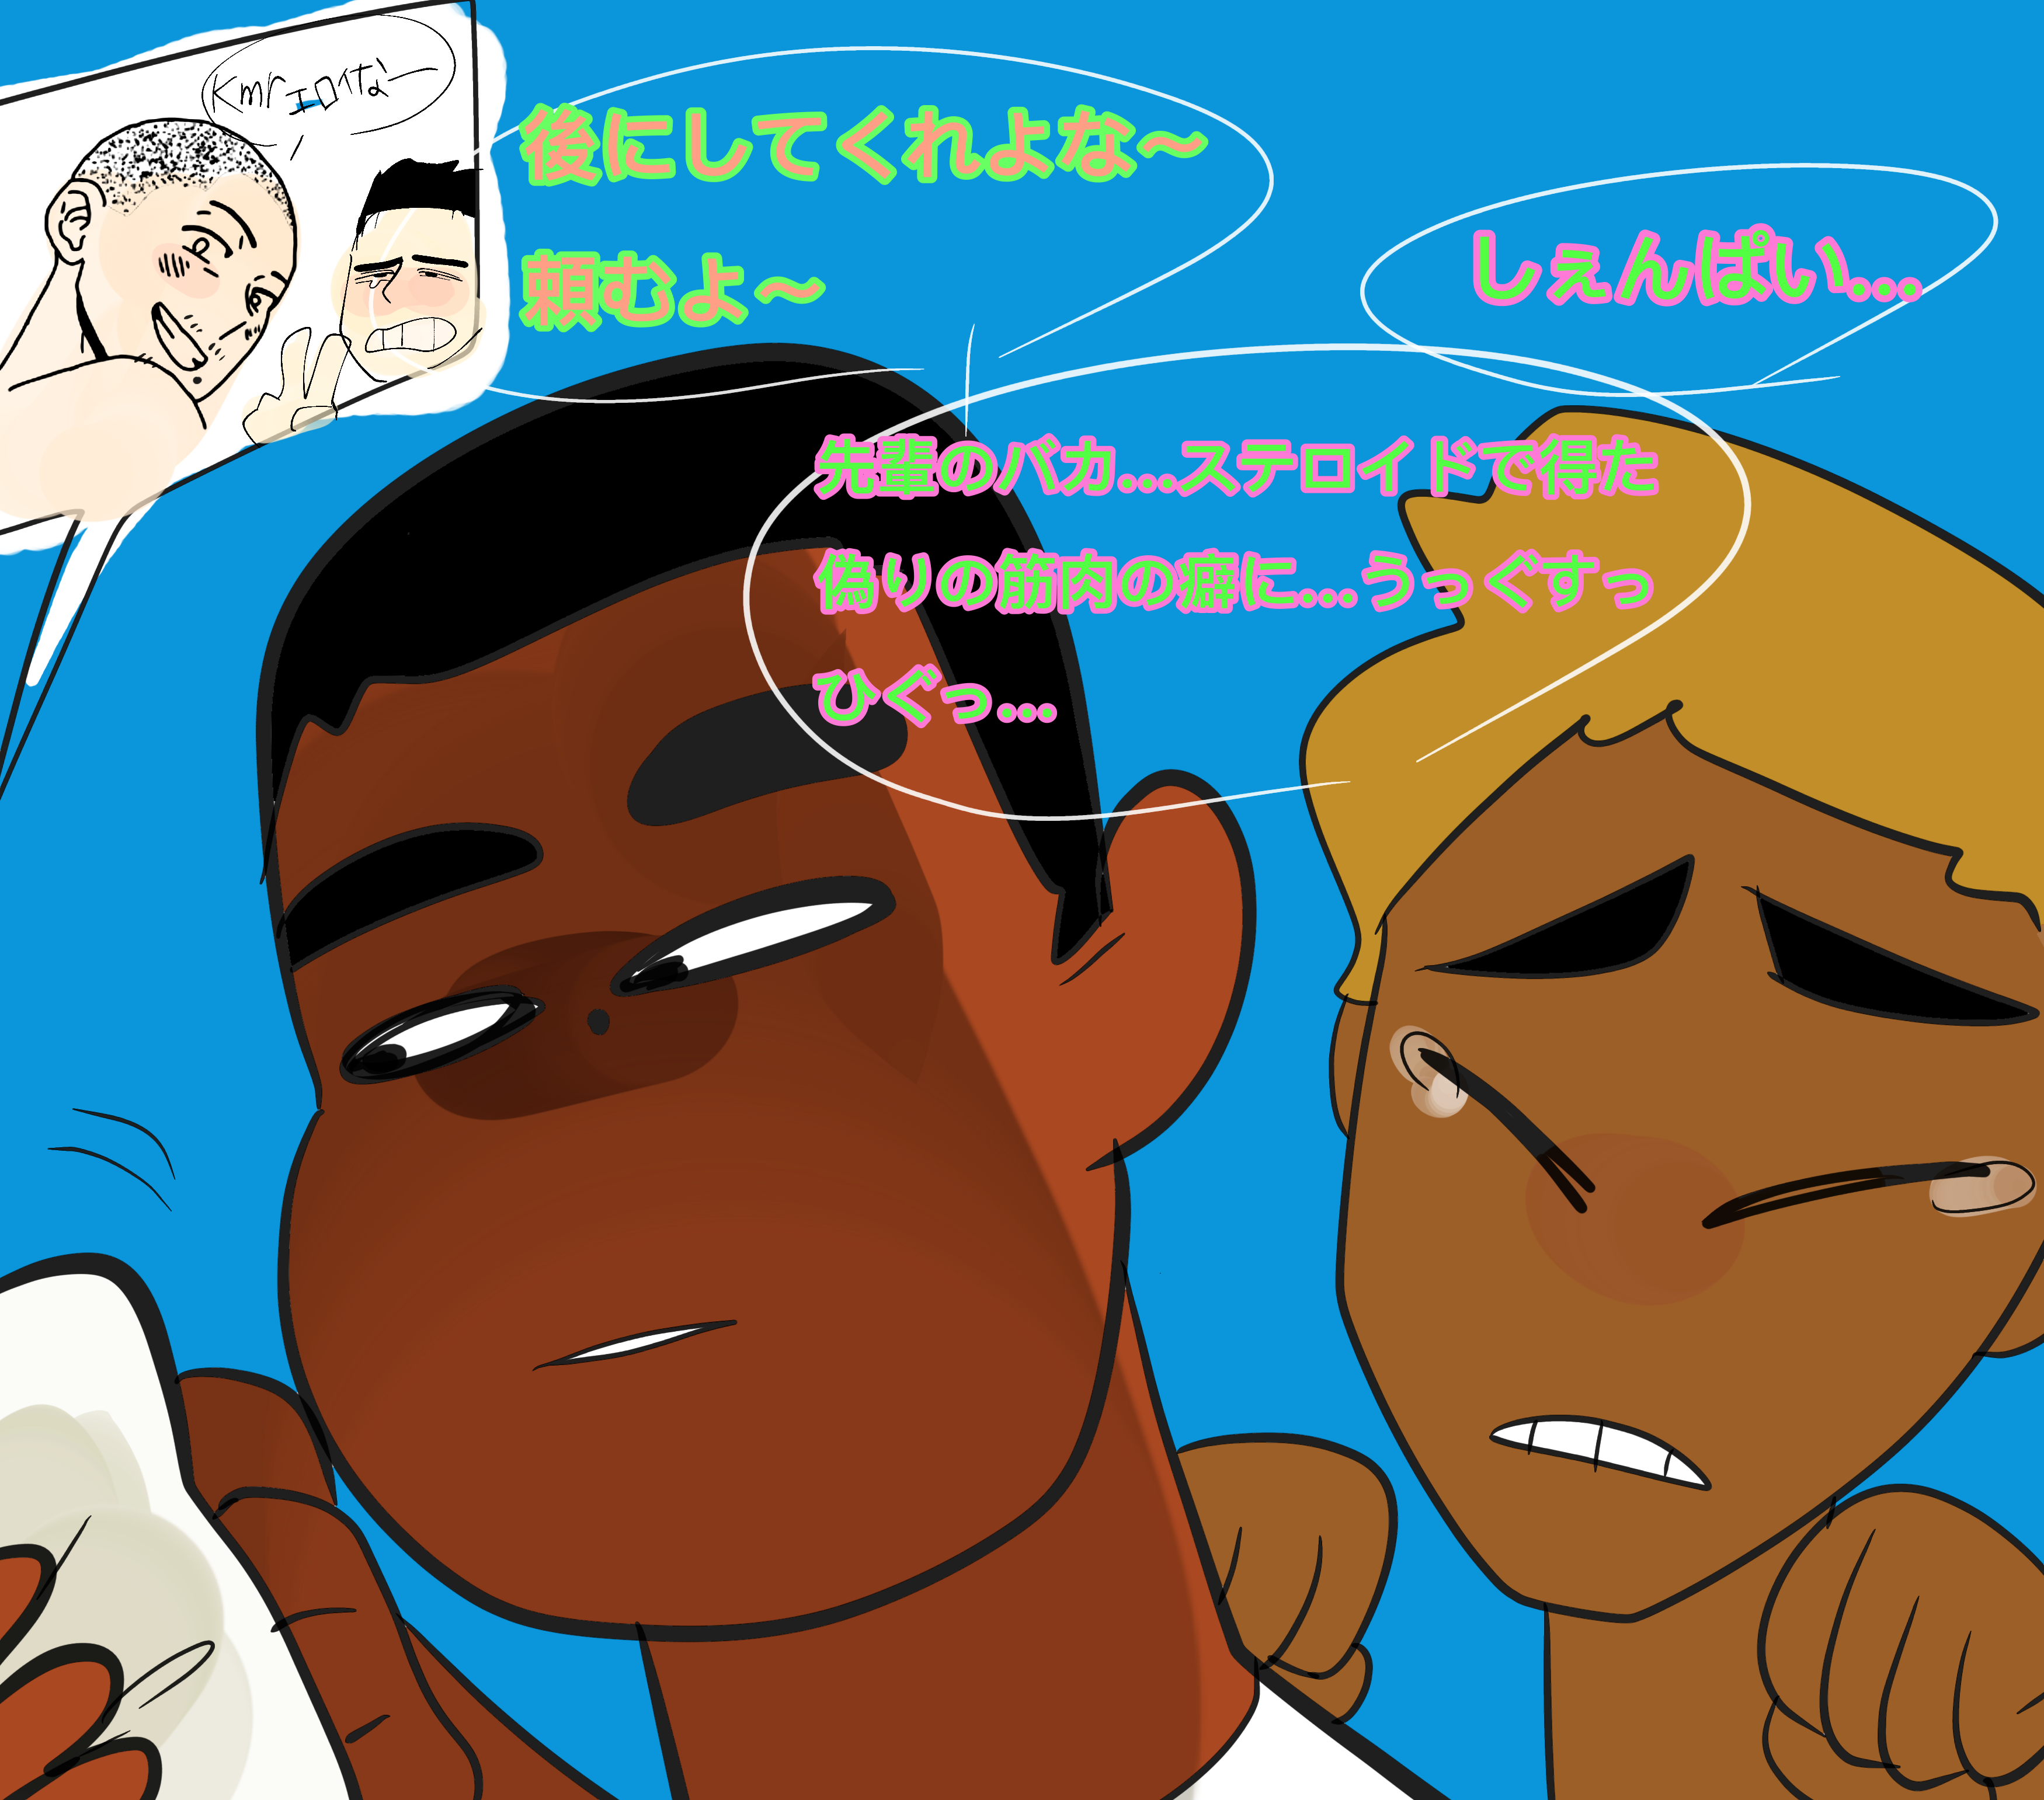 Kmrエロいなー
後にしてくれよな～
頼むよ～
しぇんぱい...
先輩のバカ...ステロイドで得た
偽りの筋肉の癖に...うっぐすっ
ひぐっ...